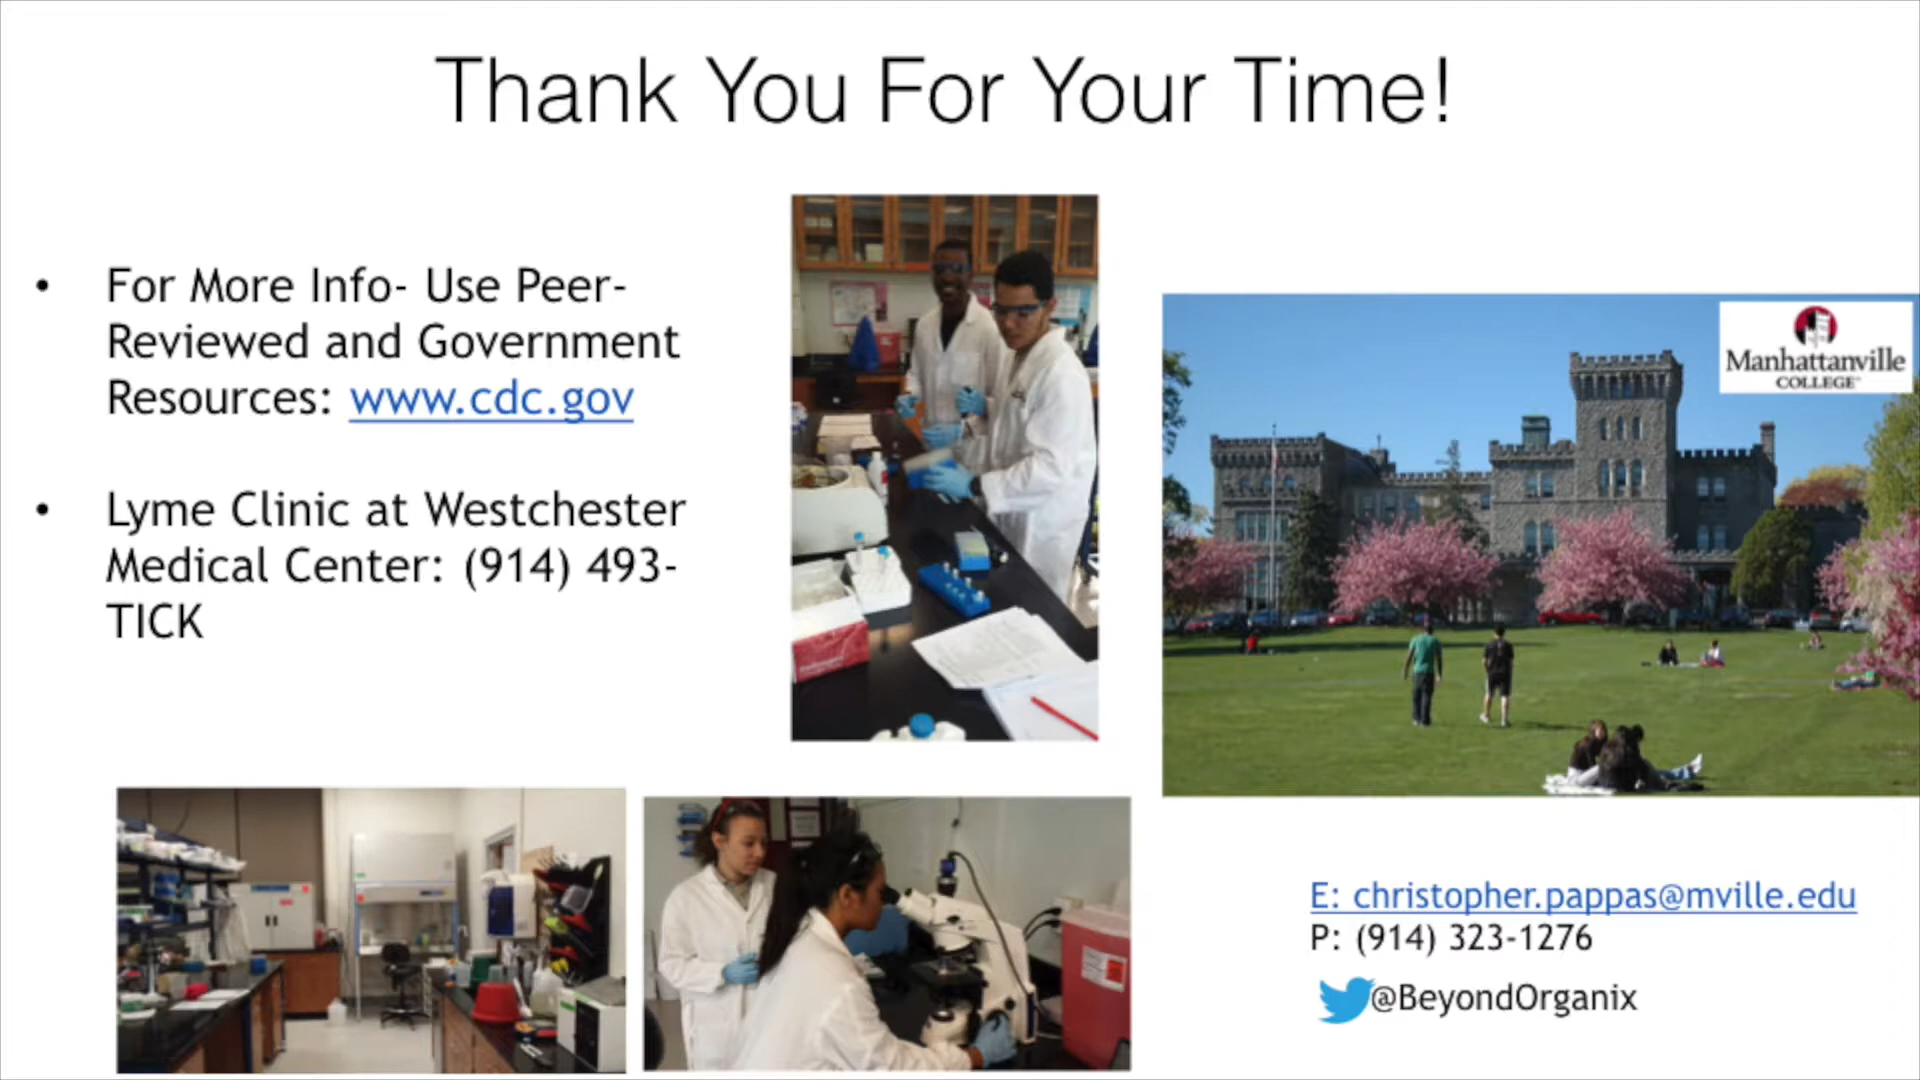 Thank You For Your Time!
• For More Info- Use Peer-
Reviewed and Government
Resources: www.cdc.gov
• Lyme Clinic at Westchester
Medical Center: (914) 493-
TICK
Manhattanville
COLLEGE
E: christopher.pappas@mville.edu
P: (914) 323-1276
@BeyondOrganix